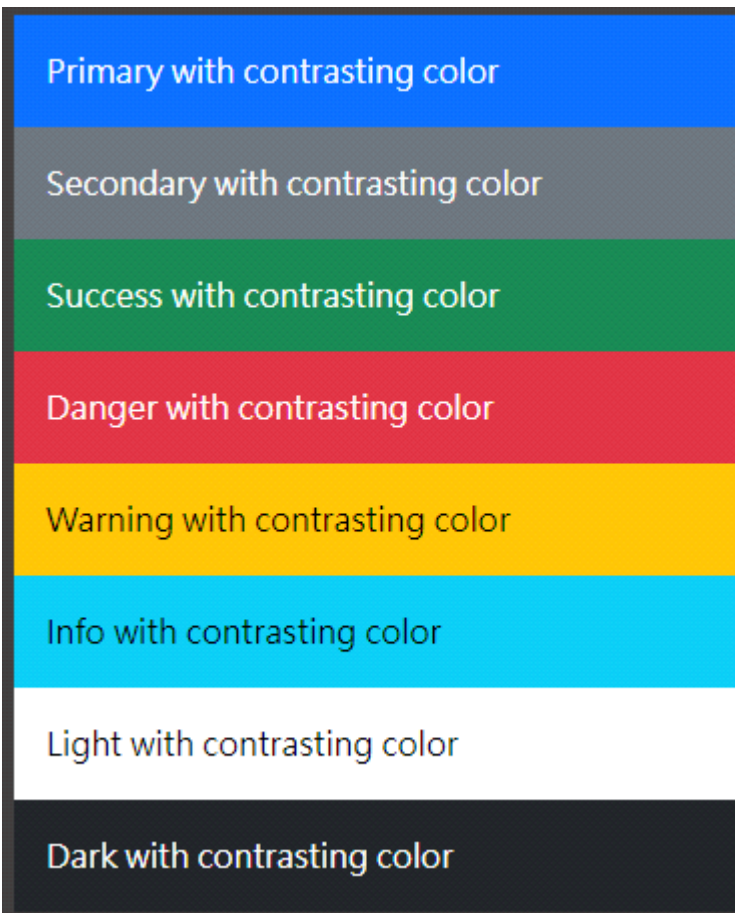 Primary with contrasting color
Secondary with contrasting color
Success with contrasting color
Danger with contrasting color
Warning with contrasting color
Info with contrasting color
Light with contrasting color
Dark with contrasting color